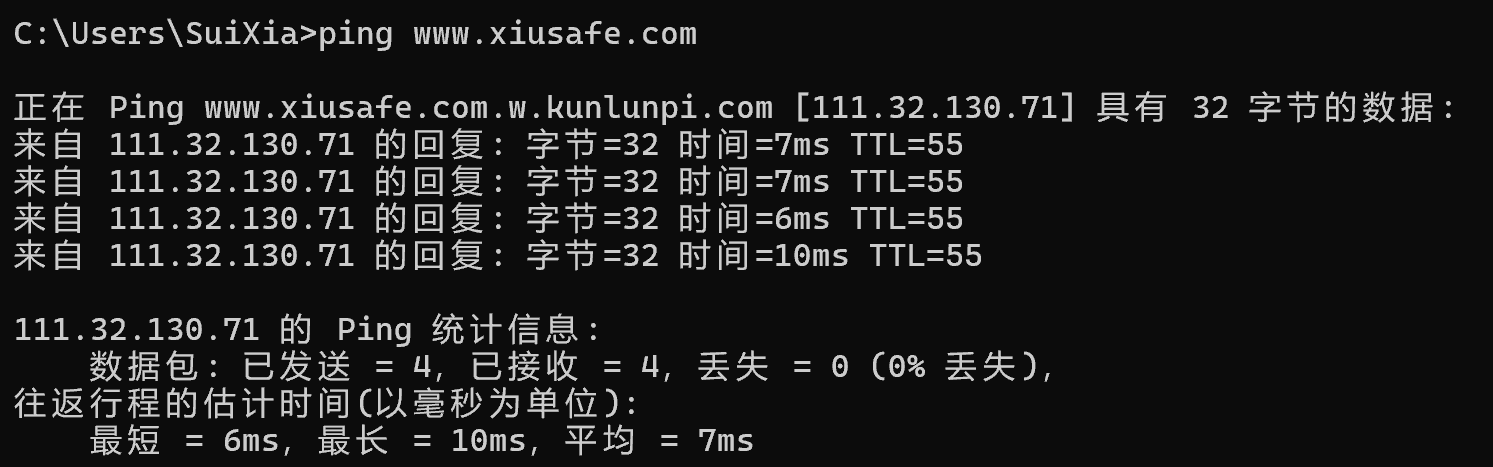 C:\Users\SuiXia>ping www.xiusafe.com
正在 Ping www.xiusafe.com.w.kunlunpi.com [111.32.130.71] 具有 32 字节的数据:
来自 111.32.130.71 的回复: 字节=32 时间=7ms TTL=55
来自 111.32.130.71 的回复: 字节=32 时间=7ms TTL=55
来自 111.32.130.71 的回复: 字节=32 时间=6ms TTL=55
来自 111.32.130.71 的回复: 字节=32 时间=10ms TTL=55
111.32.130.71 的 Ping 统计信息:
数据包: 已发送 = 4, 已接收 = 4, 丢失 = 0 (0% 丢失),
往返行程的估计时间(以毫秒为单位):
最短 = 6ms, 最长 = 10ms, 平均 = 7ms